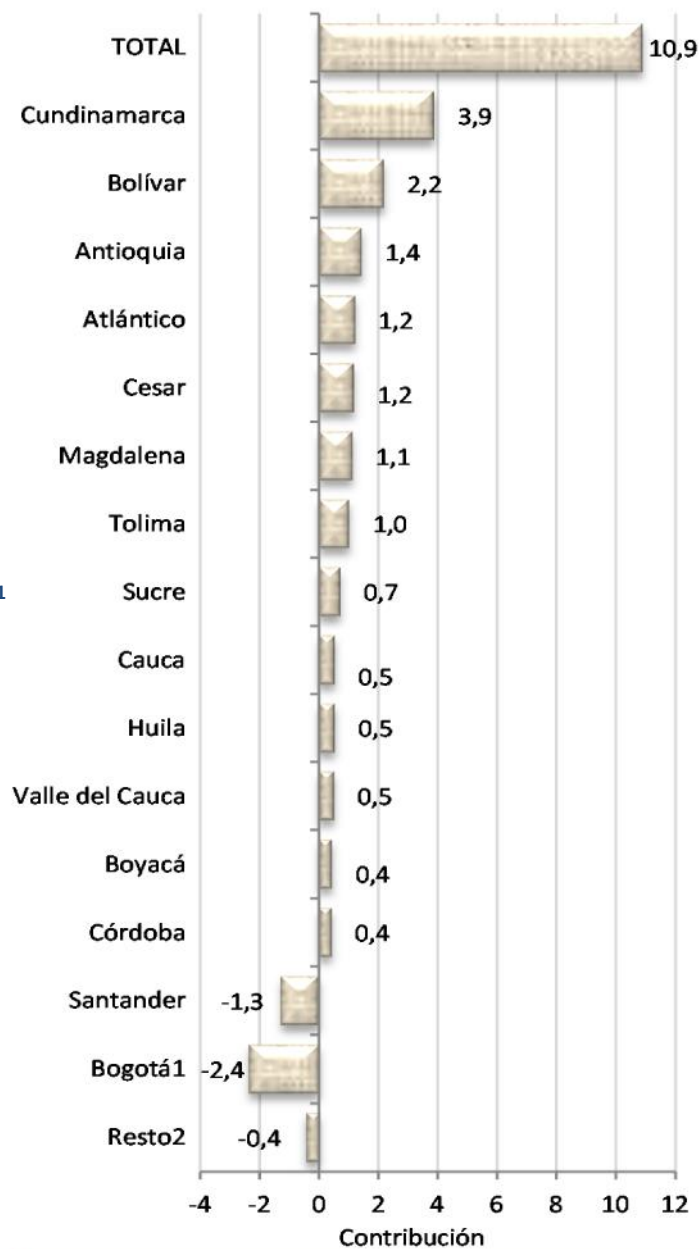 TOTAL 10,9
Cundinamarca 3,9
Bolívar 2,2
Antioquia 1,4
Atlántico 1,2
Cesar 1,2
Magdalena 1,1
Tolima 1,0
1 Sucre 0,7
Cauca 0,5
Huila 0,5
Valle del Cauca 0,5
Boyacá 0,4
Córdoba 0,4
Santander -1,3
Bogotá1 -2,4
Resto2 -0,4
-4 -2 0 2 4 6 8 10 12
Contribución